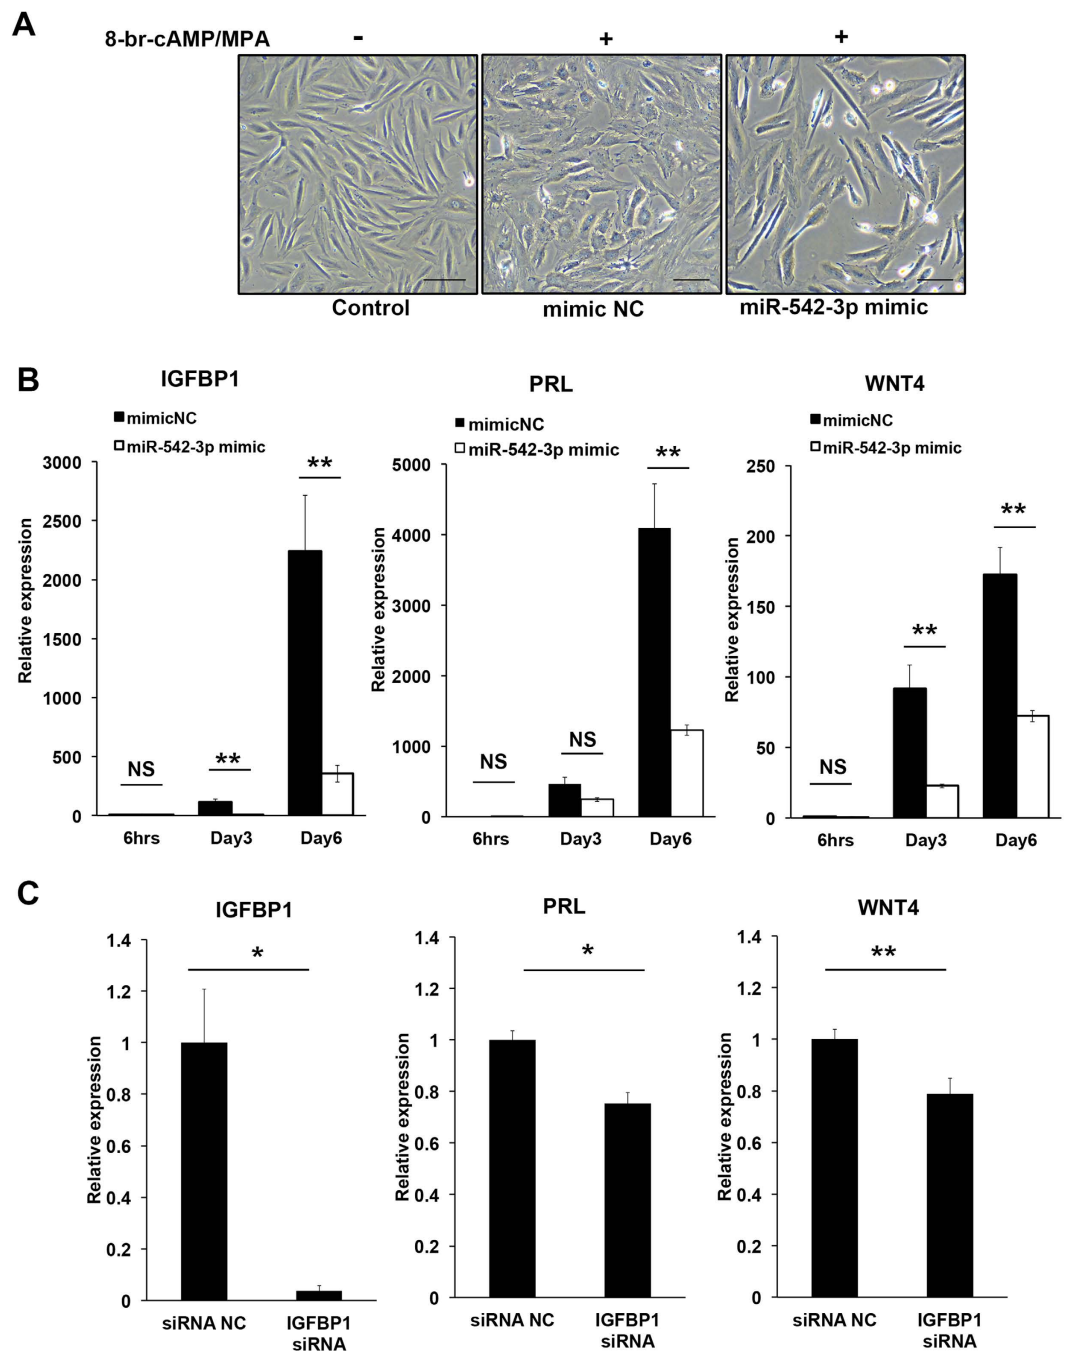 A
8-br-cAMP/MPA - + +
Control mimic NC miR-542-3p mimic
B
IGFBP1
mimicNC
miR-542-3p mimic
Relative expression
3000
2500
2000
1500
1000
500
0
NS
**
**
6hrs Day3 Day6
PRL
mimicNC
miR-542-3p mimic
Relative expression
5000
4000
3000
2000
1000
0
NS
NS
**
6hrs Day3 Day6
WNT4
mimicNC
miR-542-3p mimic
Relative expression
250
200
150
100
50
0
NS
**
**
6hrs Day3 Day6
C
IGFBP1
Relative expression
1.4
1.2
1
0.8
0.6
0.4
0.2
0
*
siRNA NC IGFBP1
siRNA
PRL
Relative expression
1.4
1.2
1
0.8
0.6
0.4
0.2
0
*
siRNA NC IGFBP1
siRNA
WNT4
Relative expression
1.4
1.2
1
0.8
0.6
0.4
0.2
0
**
siRNA NC IGFBP1
siRNA